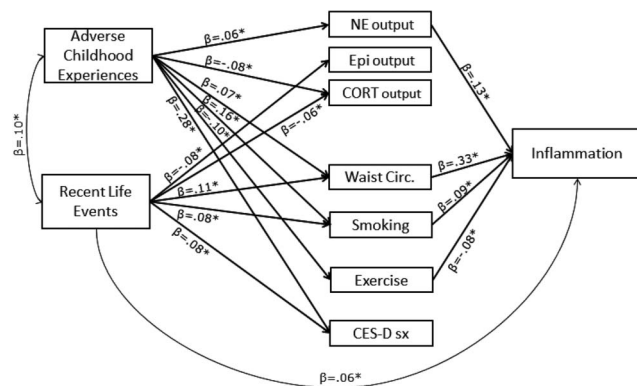 Adverse
Childhood
Experiences
Recent Life
Events
NE output
Epi output
CORT output
Waist Circ.
Smoking
Exercise
CES-D sx
Inflammation
β=.10*
β=.06*
β=-.08*
β=.07*
β=.16*
β=.10*
β=.28*
β=-.08*
β=-.06*
β=.11*
β=.08*
β=.08*
β=.13*
β=.33*
β=.09*
β=-.08*
β=.06*